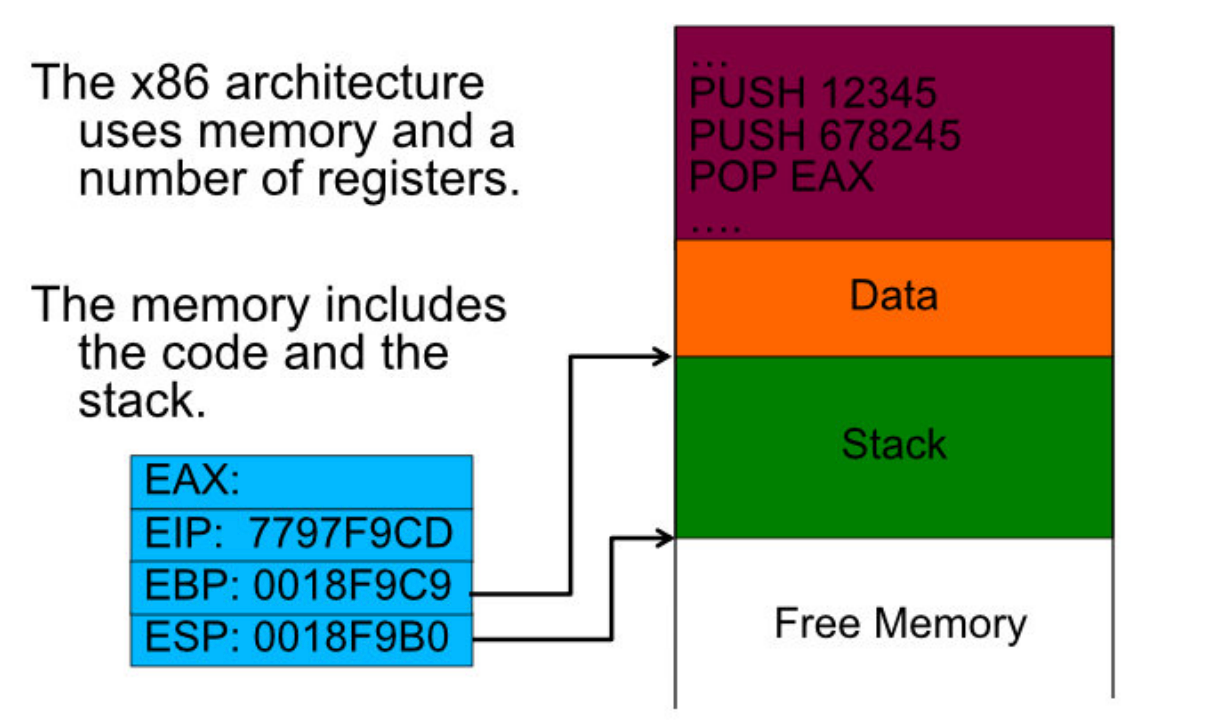 The x86 architecture
uses memory and a
number of registers.
The memory includes
the code and the
stack.
EAX:
EIP: 7797F9CD
EBP: 0018F9C9
ESP: 0018F9B0
...
PUSH 12345
PUSH 678245
POP EAX
....
Data
Stack
Free Memory